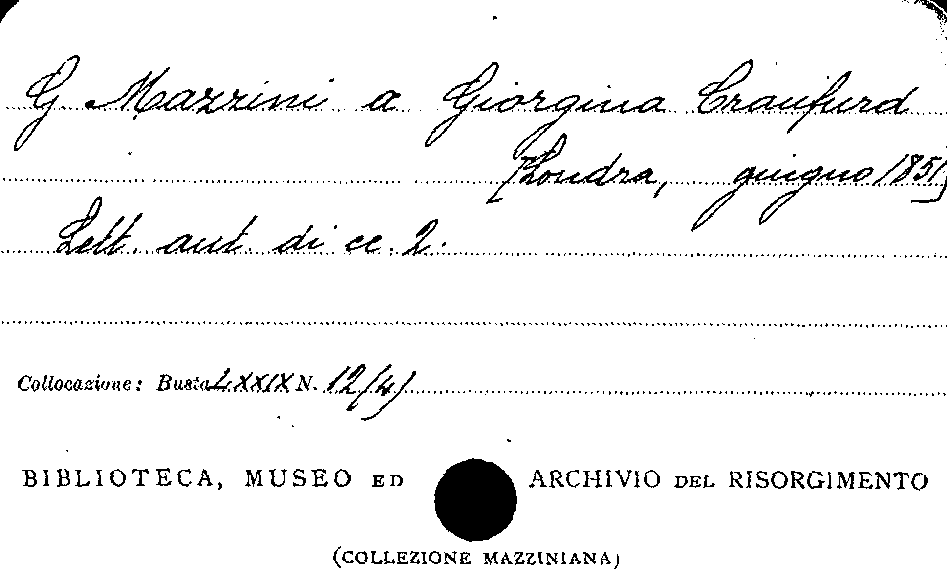 G Mazzini a Giorgina Craufurd
[Londra, giugno 1851]
Lett. aut. di cc. 2.
Collocazione: Busta LXXIX N. 12(4)
BIBLIOTECA, MUSEO ED ARCHIVIO DEL RISORGIMENTO
(COLLEZIONE MAZZINIANA)